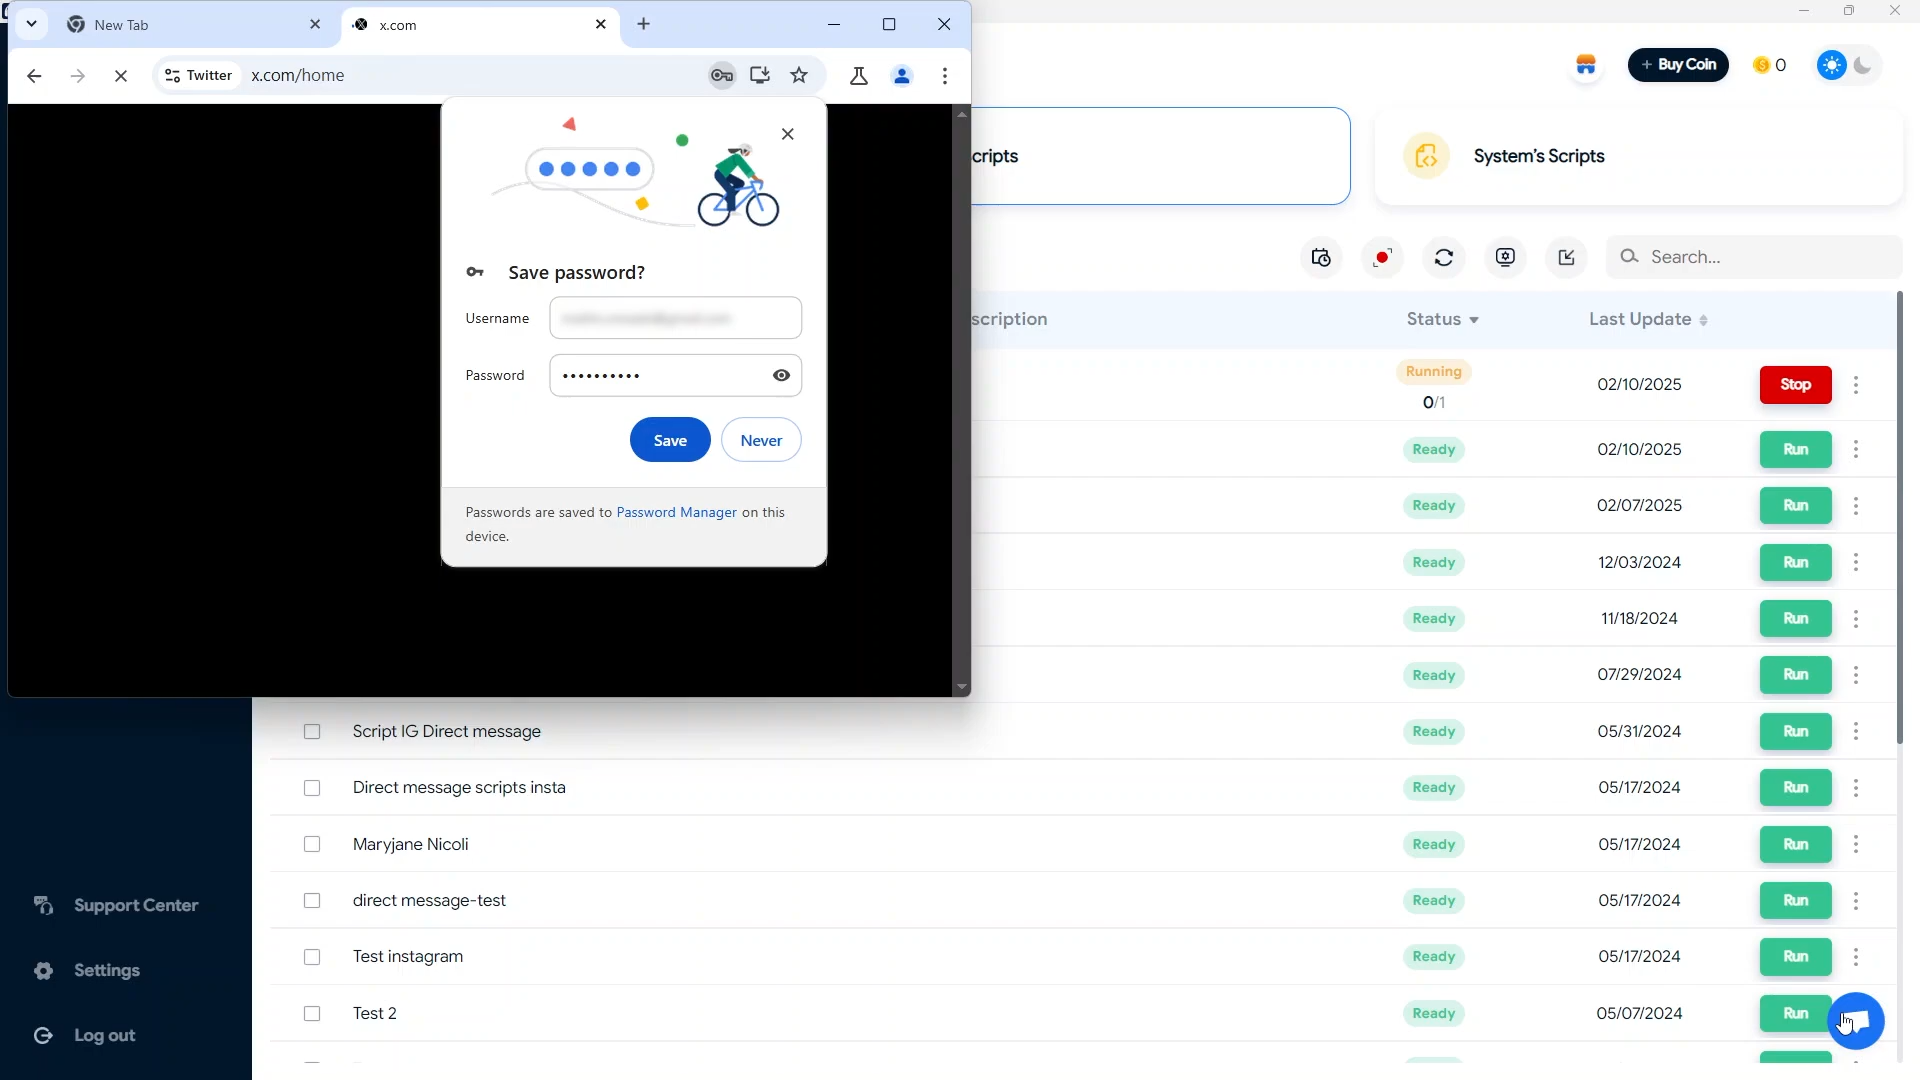 New Tab
x.com
Twitter
x.com/home
Save password?
Username
Password
Save
Never
Passwords are saved to Password Manager on this
device.
+ Buy Coin
0
cripts
System's Scripts
Search...
scription
Status
Last Update
Running
0/1
02/10/2025
Stop
Ready
02/10/2025
Run
Ready
02/07/2025
Run
Ready
12/03/2024
Run
Ready
11/18/2024
Run
Ready
07/29/2024
Run
Script IG Direct message
Ready
05/31/2024
Run
Direct message scripts insta
Ready
05/17/2024
Run
Maryjane Nicoli
Ready
05/17/2024
Run
direct message-test
Ready
05/17/2024
Run
Test instagram
Ready
05/17/2024
Run
Test 2
Ready
05/07/2024
Run
Support Center
Settings
Log out